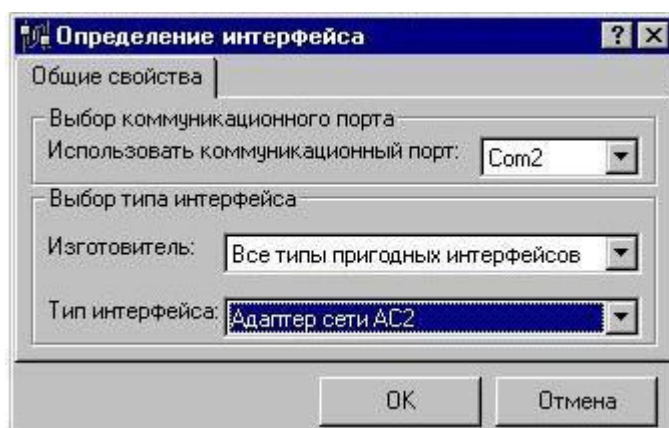 Определение интерфейса
Общие свойства
Выбор коммуникационного порта
Использовать коммуникационный порт: Com2
Выбор типа интерфейса
Изготовитель: Все типы пригодных интерфейсов
Тип интерфейса: Адаптер сети АС2
OK Отмена